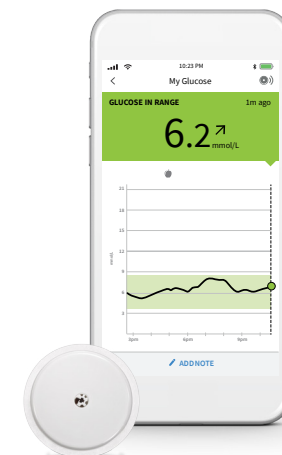 10:23 PM
My Glucose
GLUCOSE IN RANGE 1m ago
6.2 mmol/L
21
18
15
12
mmol/L
9
6
3
3pm 6pm 9pm
ADD NOTE